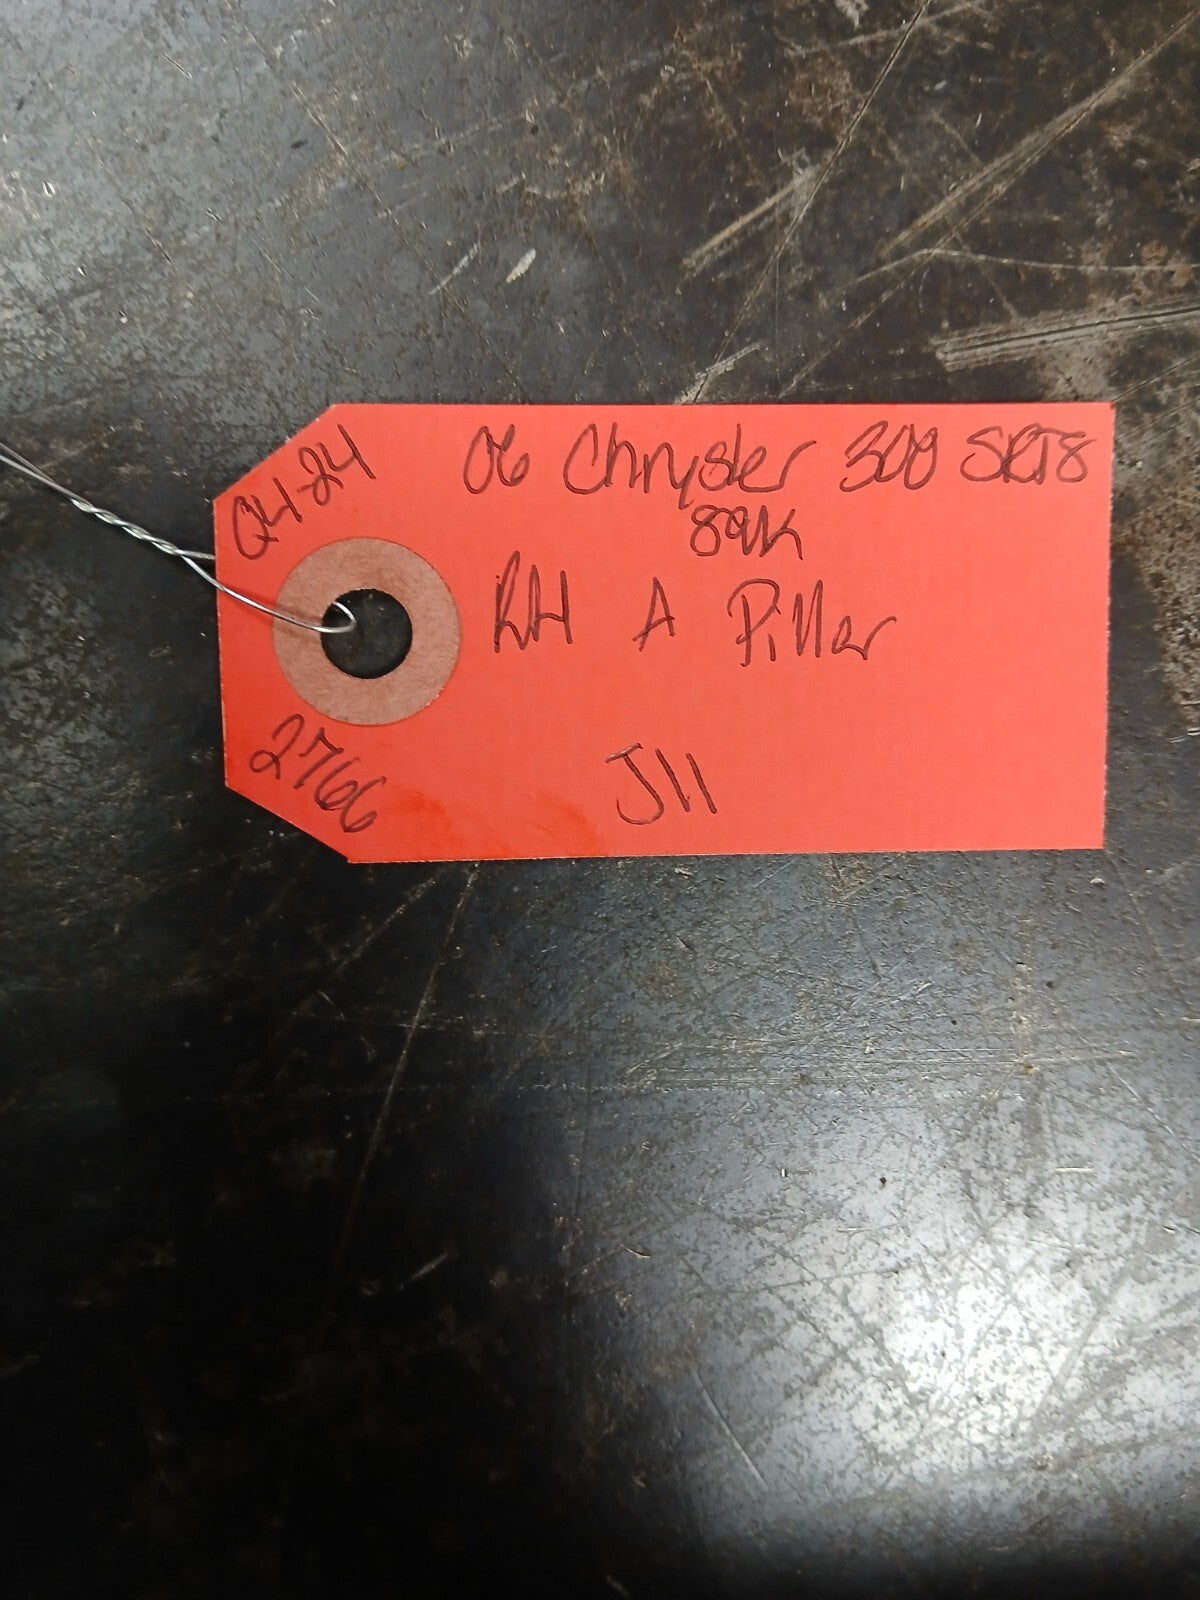 Q4-24
06 Chrysler 300 SRT8
89K
RH A Piller
2766
J11